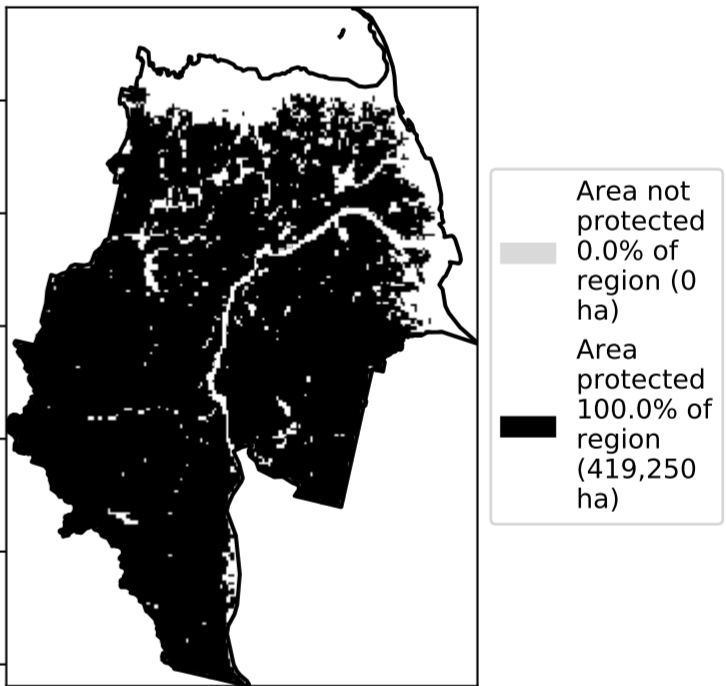 Area not
protected
0.0% of
region (0
ha)
Area
protected
100.0% of
region
(419,250
ha)